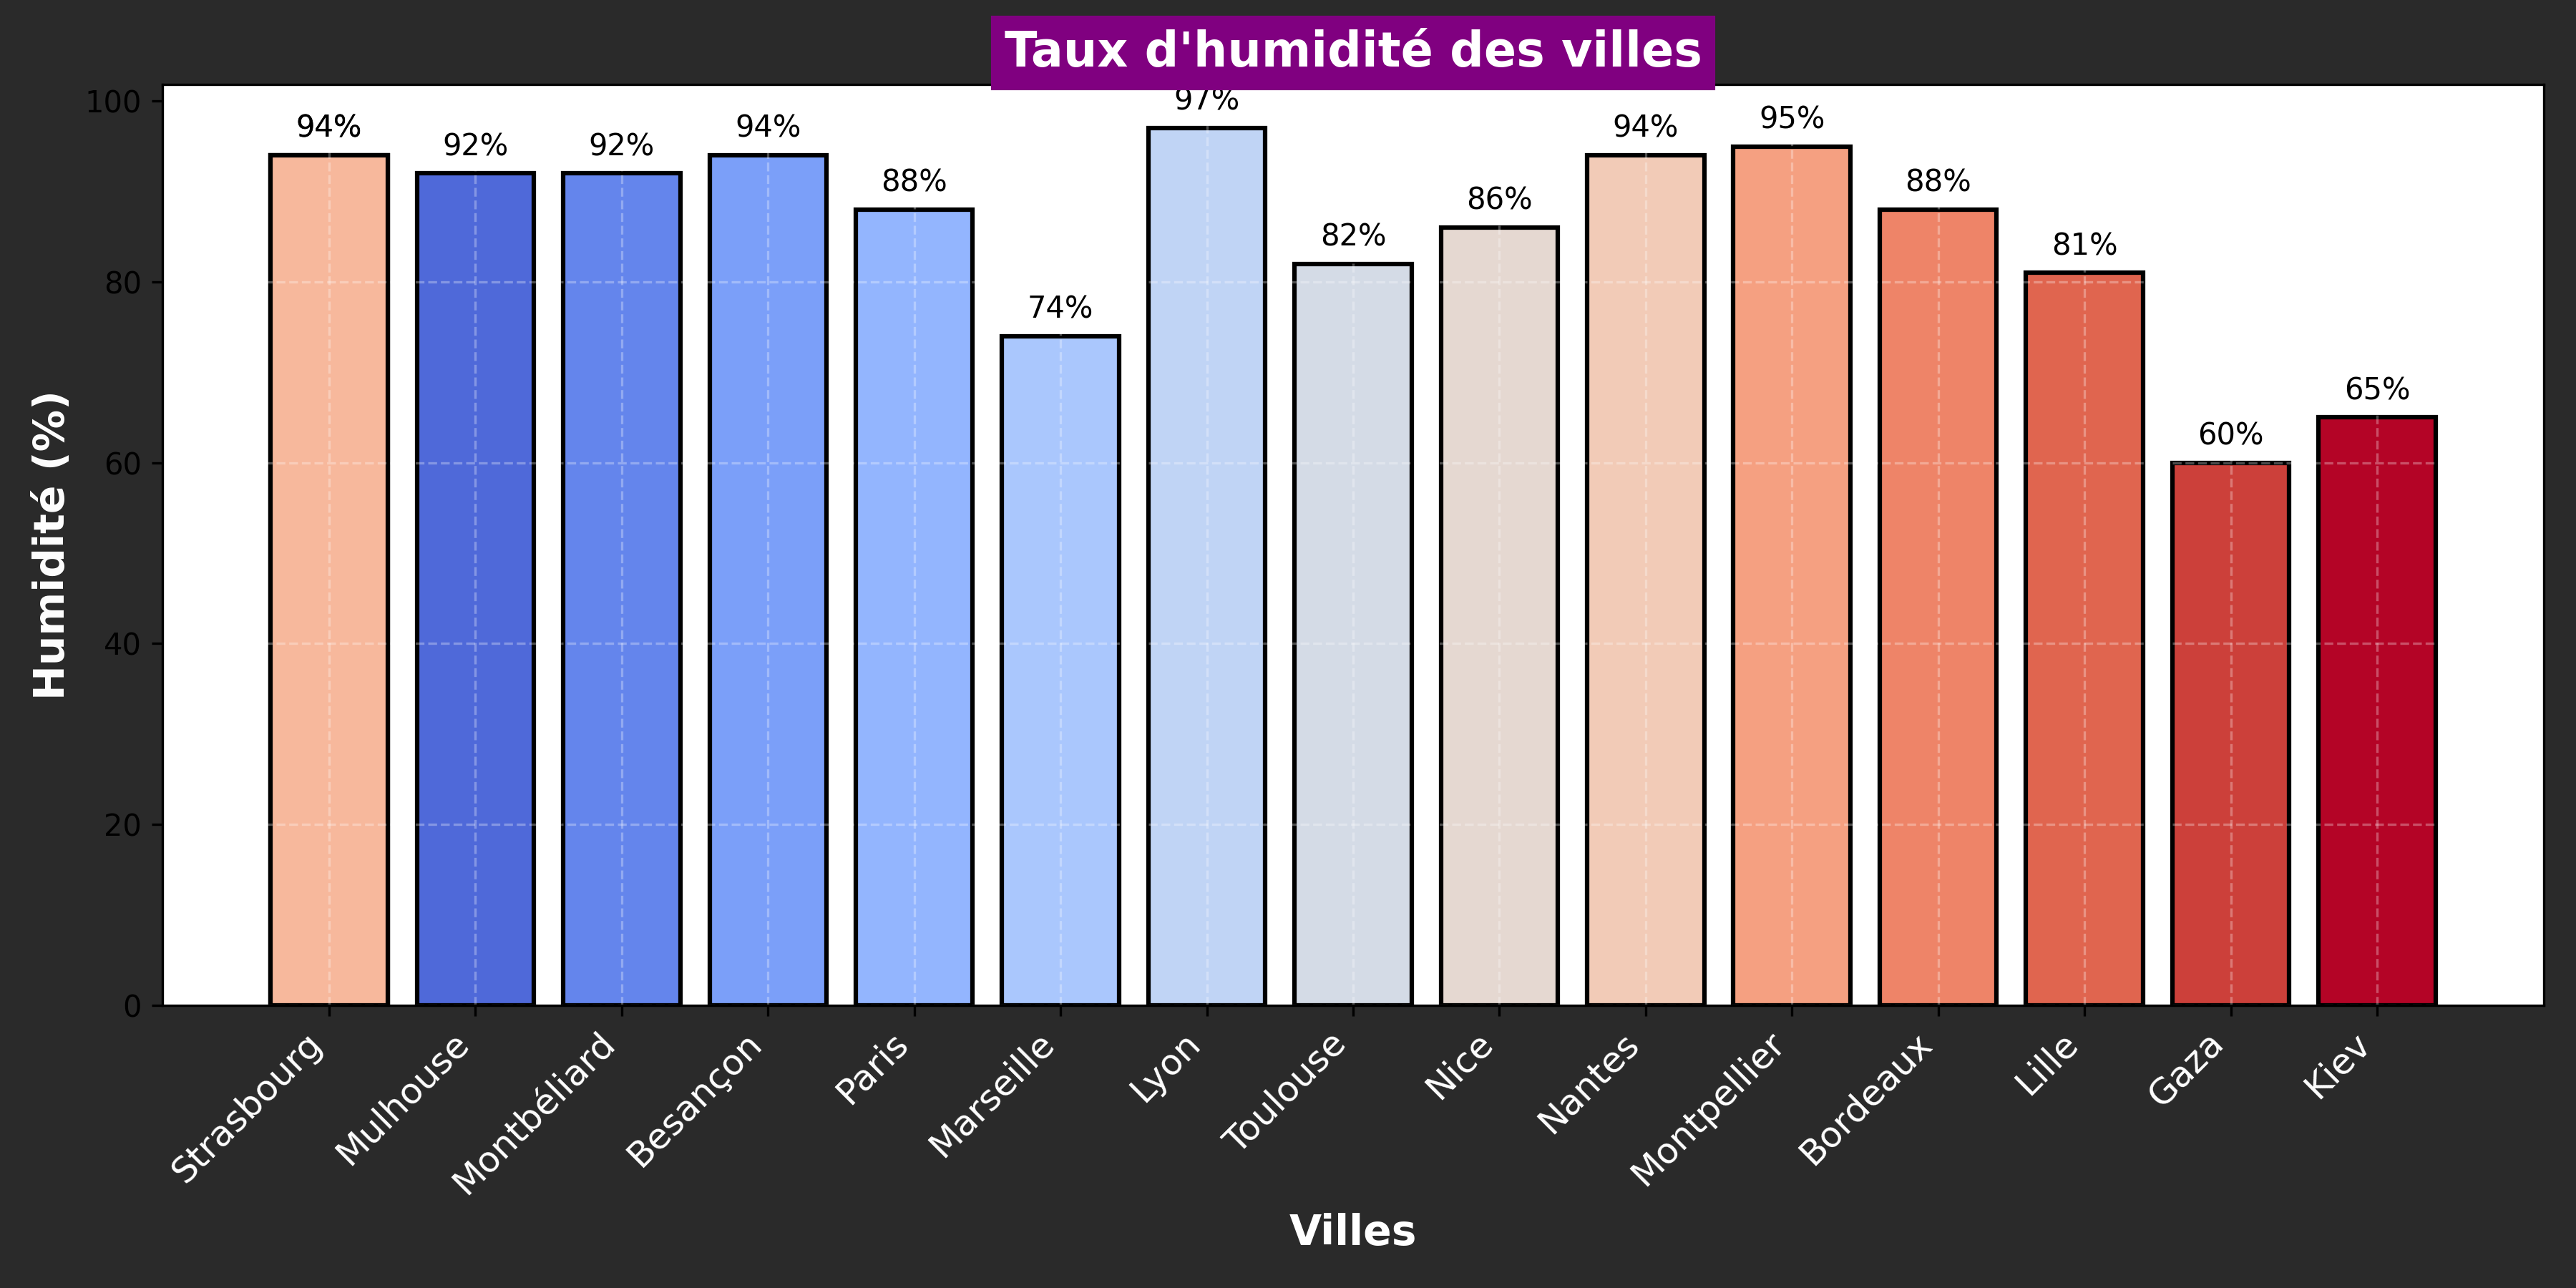 Taux d'humidité des villes
Humidité (%)
100
80
60
40
20
0
94%
92%
92%
94%
88%
74%
97%
82%
86%
94%
95%
88%
81%
60%
65%
Strasbourg
Mulhouse
Montbéliard
Besançon
Paris
Marseille
Lyon
Toulouse
Nice
Nantes
Montpellier
Bordeaux
Lille
Gaza
Kiev
Villes